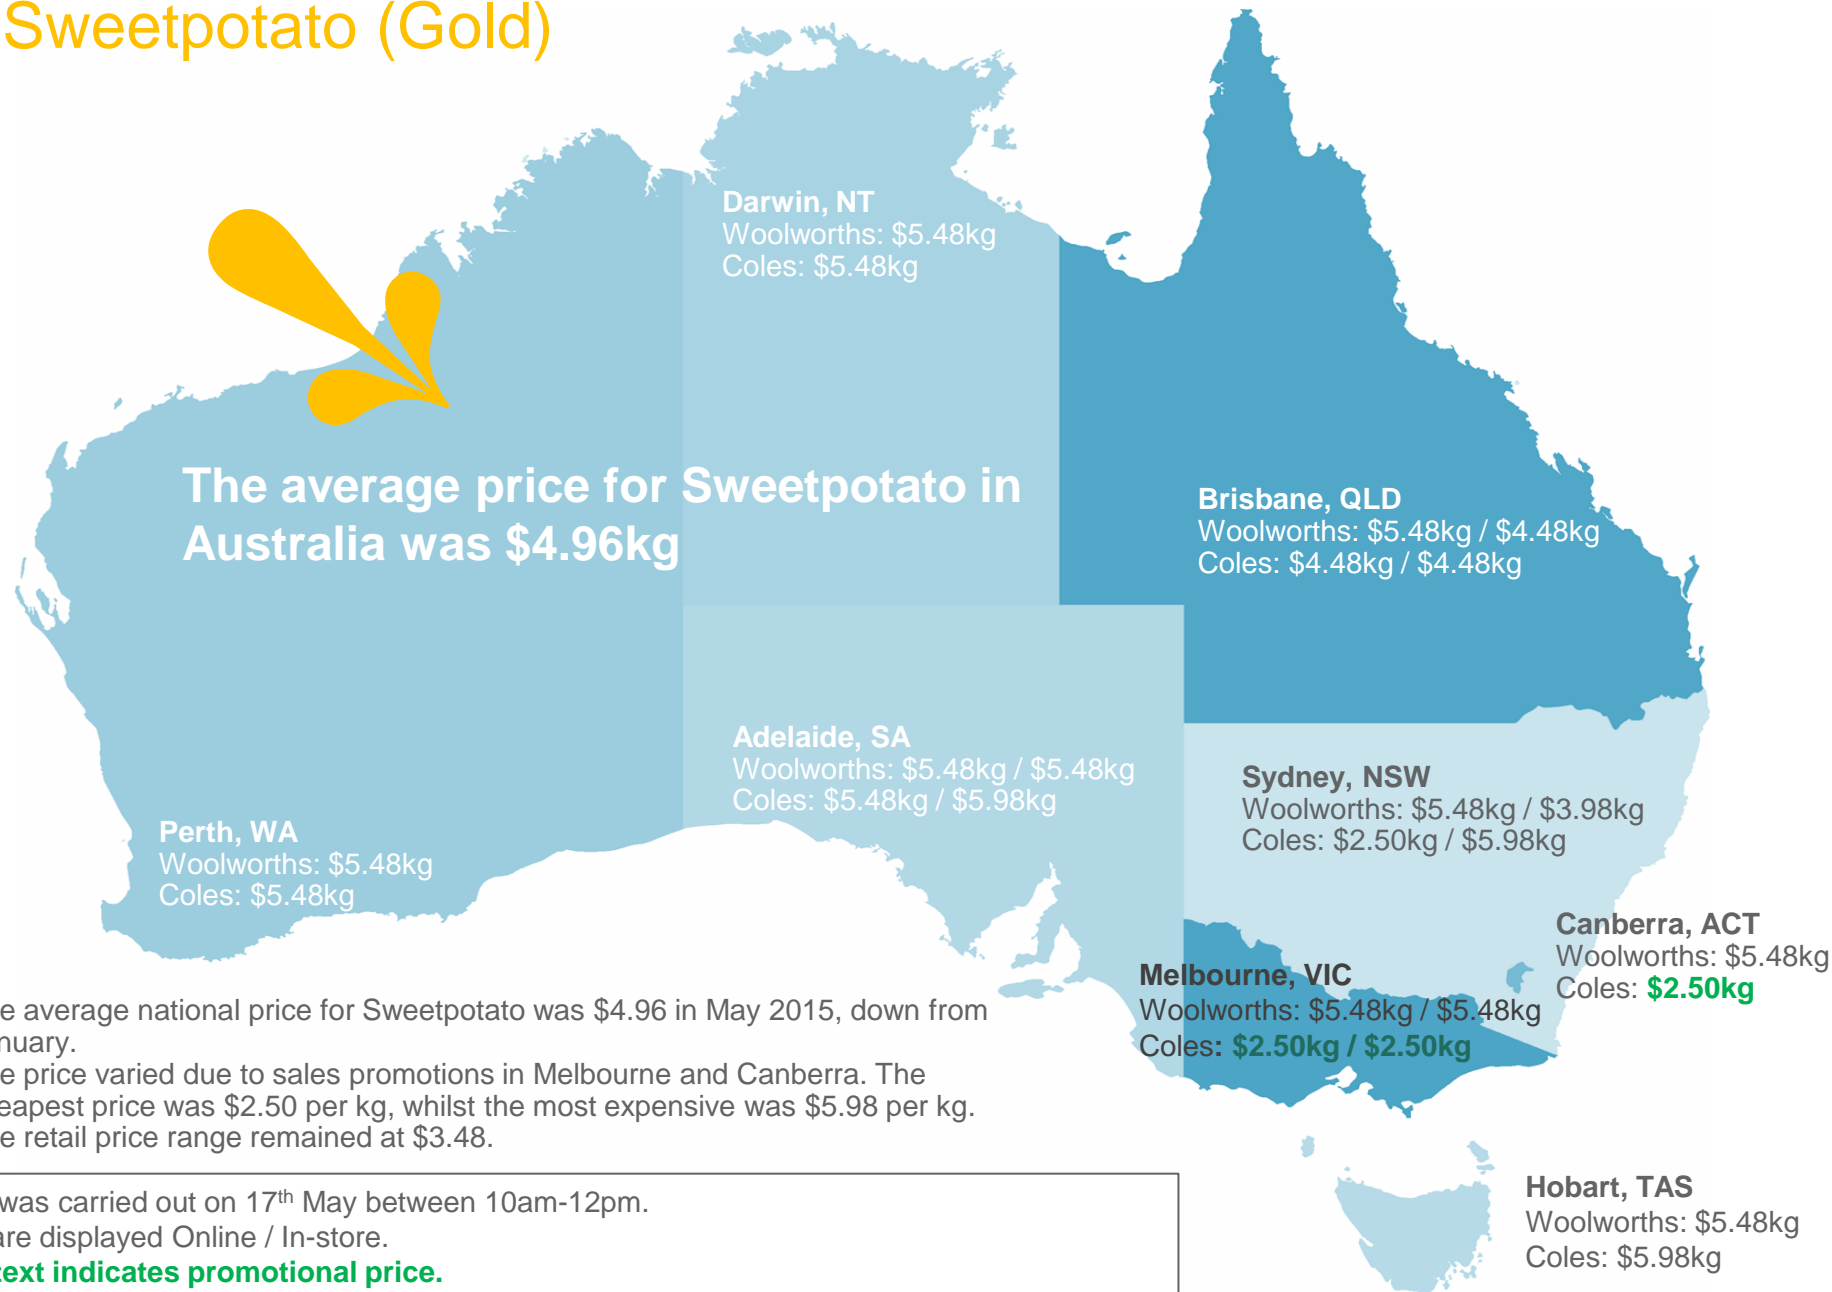 Sweetpotato (Gold)
Darwin, NT
Woolworths: $5.48kg
Coles: $5.48kg
The average price for Sweetpotato in
Australia was $4.96kg
Brisbane, QLD
Woolworths: $5.48kg / $4.48kg
Coles: $4.48kg / $4.48kg
Adelaide, SA
Woolworths: $5.48kg / $5.48kg
Coles: $5.48kg / $5.98kg
Sydney, NSW
Woolworths: $5.48kg / $3.98kg
Coles: $2.50kg / $5.98kg
Perth, WA
Woolworths: $5.48kg
Coles: $5.48kg
Canberra, ACT
Woolworths: $5.48kg
Coles: $2.50kg
Melbourne, VIC
Woolworths: $5.48kg / $5.48kg
Coles: $2.50kg / $2.50kg
e average national price for Sweetpotato was $4.96 in May 2015, down from
nuary.
e price varied due to sales promotions in Melbourne and Canberra. The
eapest price was $2.50 per kg, whilst the most expensive was $5.98 per kg.
e retail price range remained at $3.48.
was carried out on 17th May between 10am-12pm.
are displayed Online / In-store.
text indicates promotional price.
Hobart, TAS
Woolworths: $5.48kg
Coles: $5.98kg